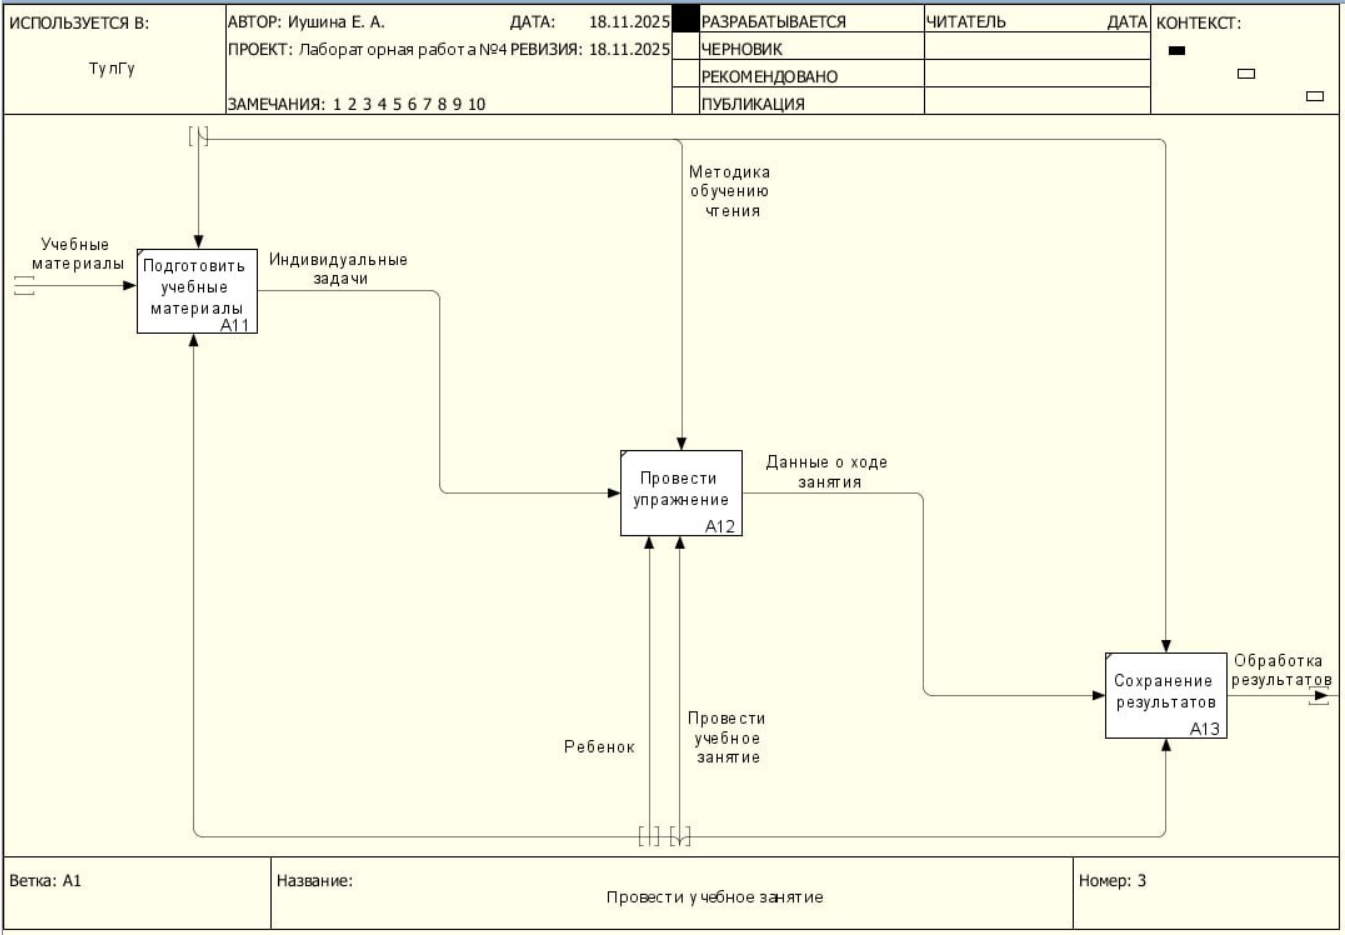 ИСПОЛЬЗУЕТСЯ В:
ТулГу
АВТОР: Иушина Е. А.
ДАТА: 18.11.2025
ПРОЕКТ: Лабораторная работа №4
РЕВИЗИЯ: 18.11.2025
ЗАМЕЧАНИЯ: 1 2 3 4 5 6 7 8 9 10
РАЗРАБАТЫВАЕТСЯ
ЧЕРНОВИК
РЕКОМЕНДОВАНО
ПУБЛИКАЦИЯ
ЧИТАТЕЛЬ
ДАТА
КОНТЕКСТ:
Методика
обучению
чтения
Учебные
материалы
Подготовить
учебные
материалы
A11
Индивидуальные
задачи
Провести
упражнение
A12
Данные о ходе
занятия
Сохранение
результатов
A13
Обработка
результатов
Ребенок
Провести
учебное
занятие
Ветка: A1
Название:
Провести учебное занятие
Номер: 3